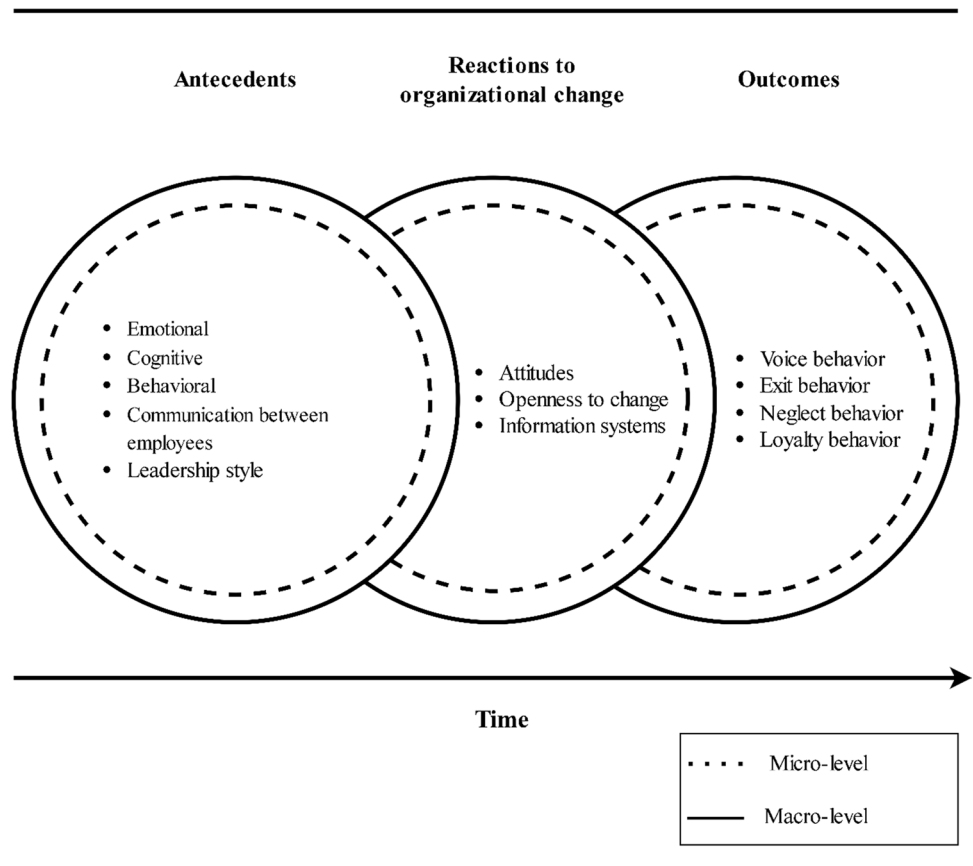 Antecedents
Reactions to
organizational change
Outcomes
• Emotional
• Cognitive
• Behavioral
• Communication between
employees
• Leadership style
• Attitudes
• Openness to change
• Information systems
• Voice behavior
• Exit behavior
• Neglect behavior
• Loyalty behavior
Time
Micro-level
Macro-level